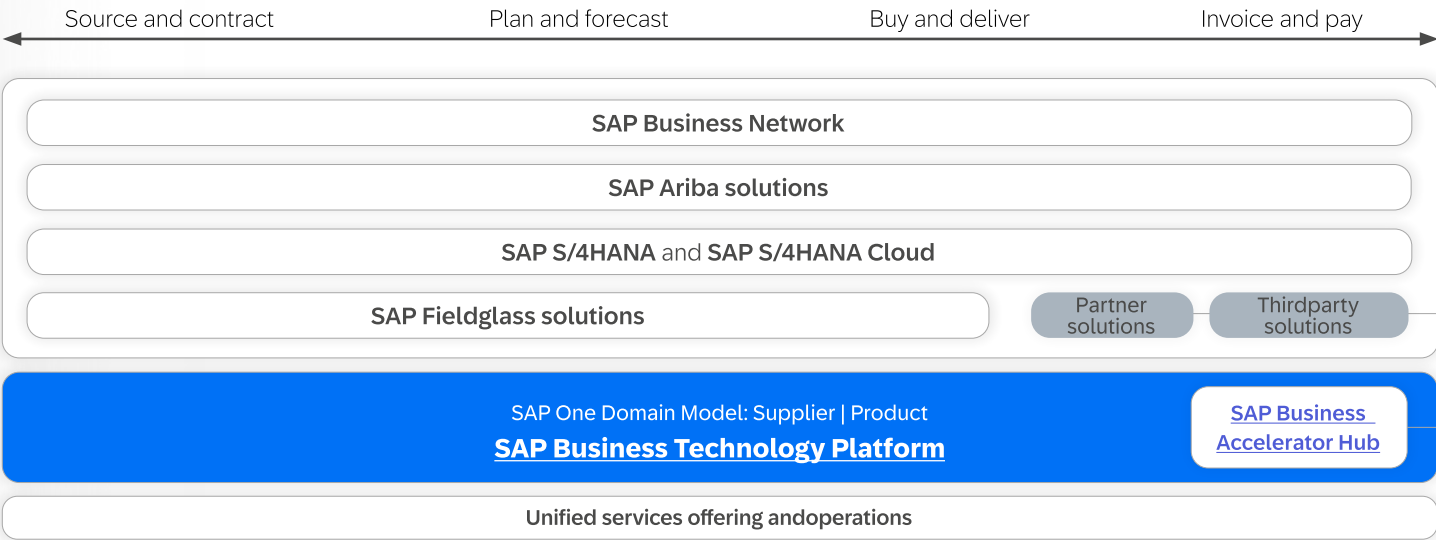 Source and contract Plan and forecast Buy and deliver Invoice and pay
SAP Business Network
SAP Ariba solutions
SAP S/4HANA and SAP S/4HANA Cloud
SAP Fieldglass solutions
Partner
solutions
Thirdparty
solutions
SAP One Domain Model: Supplier | Product
SAP Business Technology Platform
SAP Business
Accelerator Hub
Unified services offering andoperations